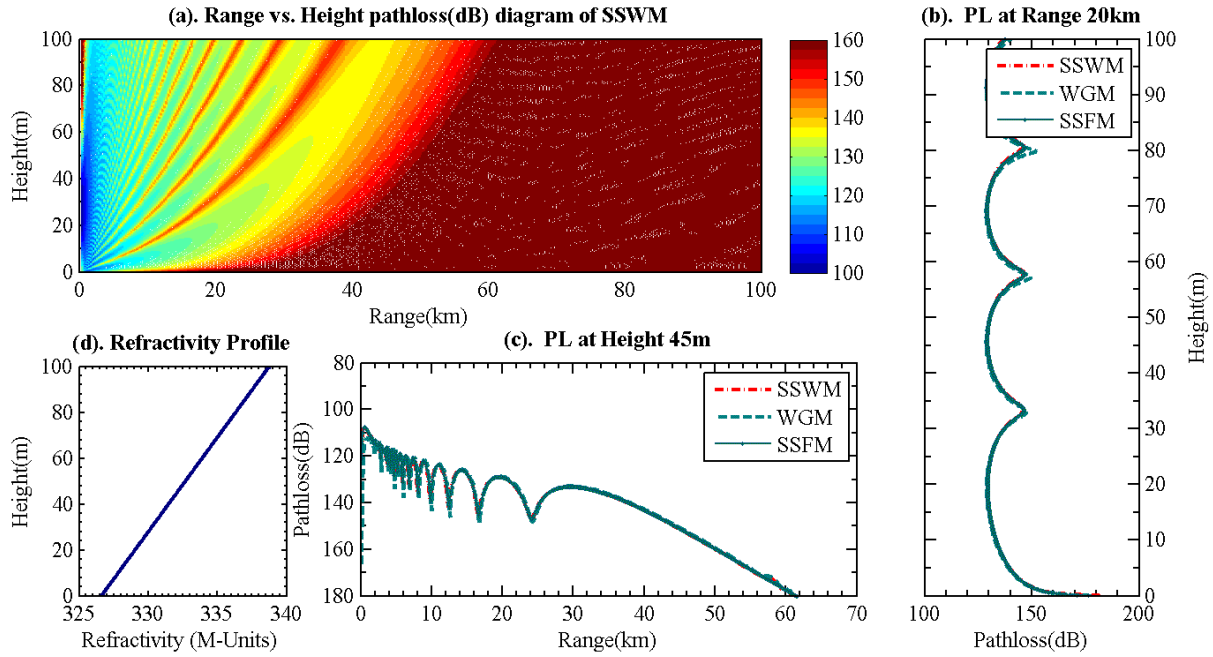 (a). Range vs. Height pathloss(dB) diagram of SSWM
100
80
60
40
20
0
Height(m)
0 20 40 60 80 100
Range(km)
160
150
140
130
120
110
100
(b). PL at Range 20km
SSWM
WGM
SSFM
100
90
80
70
60
50
40
30
20
10
0
Height(m)
100 150 200
Pathloss(dB)
(d). Refractivity Profile
100
80
60
40
20
0
Height(m)
325 330 335 340
Refractivity (M-Units)
(c). PL at Height 45m
80
100
120
140
160
180
Pathloss(dB)
SSWM
WGM
SSFM
0 10 20 30 40 50 60 70
Range(km)